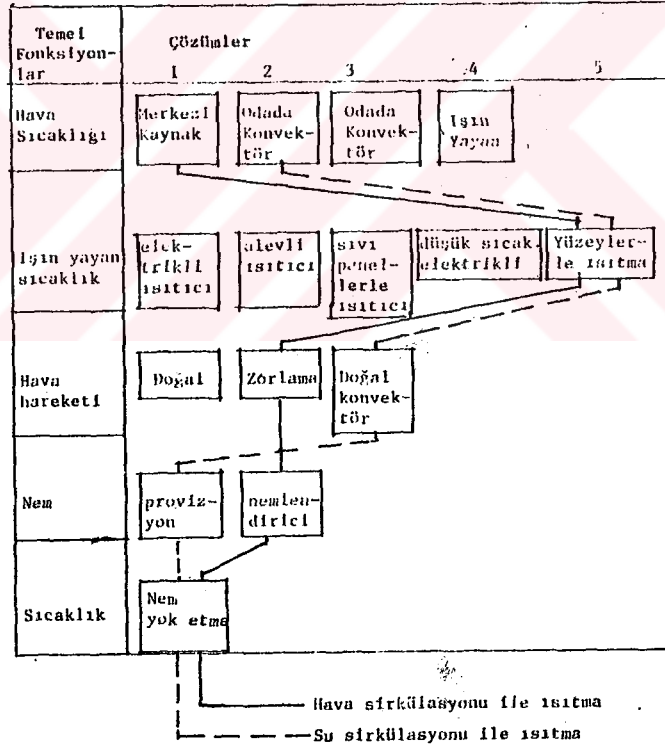 Temel
Fonksiyon-
lar
Çözümler
1 2 3 4 5
Hava
Sıcaklığı
Merkezi
Kaynak
Odada
Konvek-
tör
Odada
Konvek-
tör
Işın
Yayan
Işın yayan
sıcaklık
elek-
trikli
ısıtıcı
alevli
ısıtıcı
sıvı
panel-
lerle
ısıtıcı
düşük sıcak.
elektrikli
Yüzeyler-
le ısıtma
Hava
hareketi
Doğal
Zorlama
Doğal
konvek-
tör
Nem
proviz-
yon
nemlen-
dirici
Sıcaklık
Nem
yok etme
Hava sirkülasyonu ile ısıtma
Su sirkülasyonu ile ısıtma